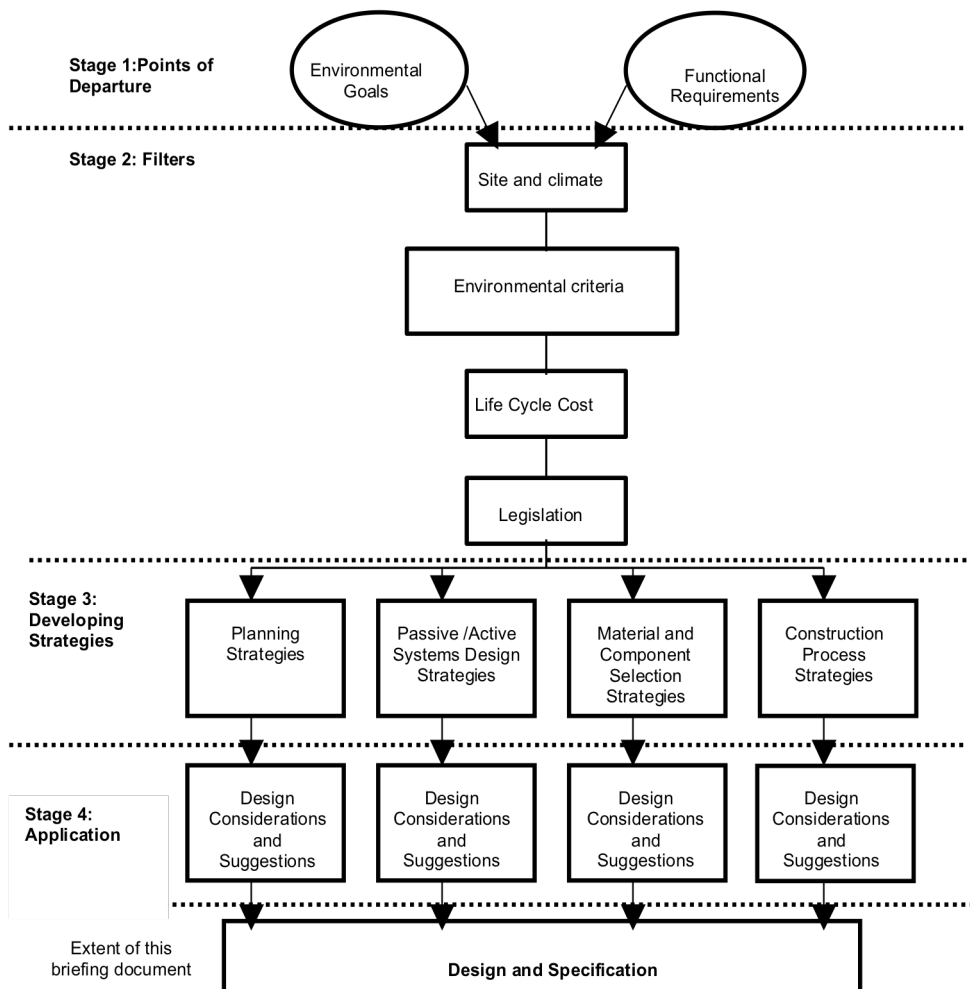 Stage 1:Points of
Departure
Environmental
Goals
Functional
Requirements
Stage 2: Filters
Site and climate
Environmental criteria
Life Cycle Cost
Legislation
Stage 3:
Developing
Strategies
Planning
Strategies
Passive /Active
Systems Design
Strategies
Material and
Component
Selection
Strategies
Construction
Process
Strategies
Stage 4:
Application
Design
Considerations
and
Suggestions
Design
Considerations
and
Suggestions
Design
Considerations
and
Suggestions
Design
Considerations
and
Suggestions
Extent of this
briefing document
Design and Specification